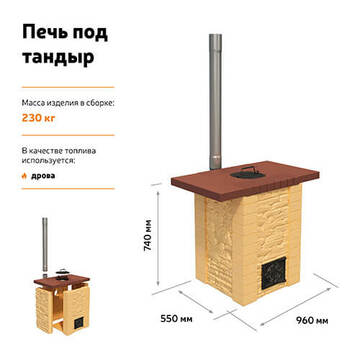 Печь под
тандыр
Масса изделия в сборке:
230 кг
В качестве топлива
используется:
дрова
740 мм
550 мм
960 мм